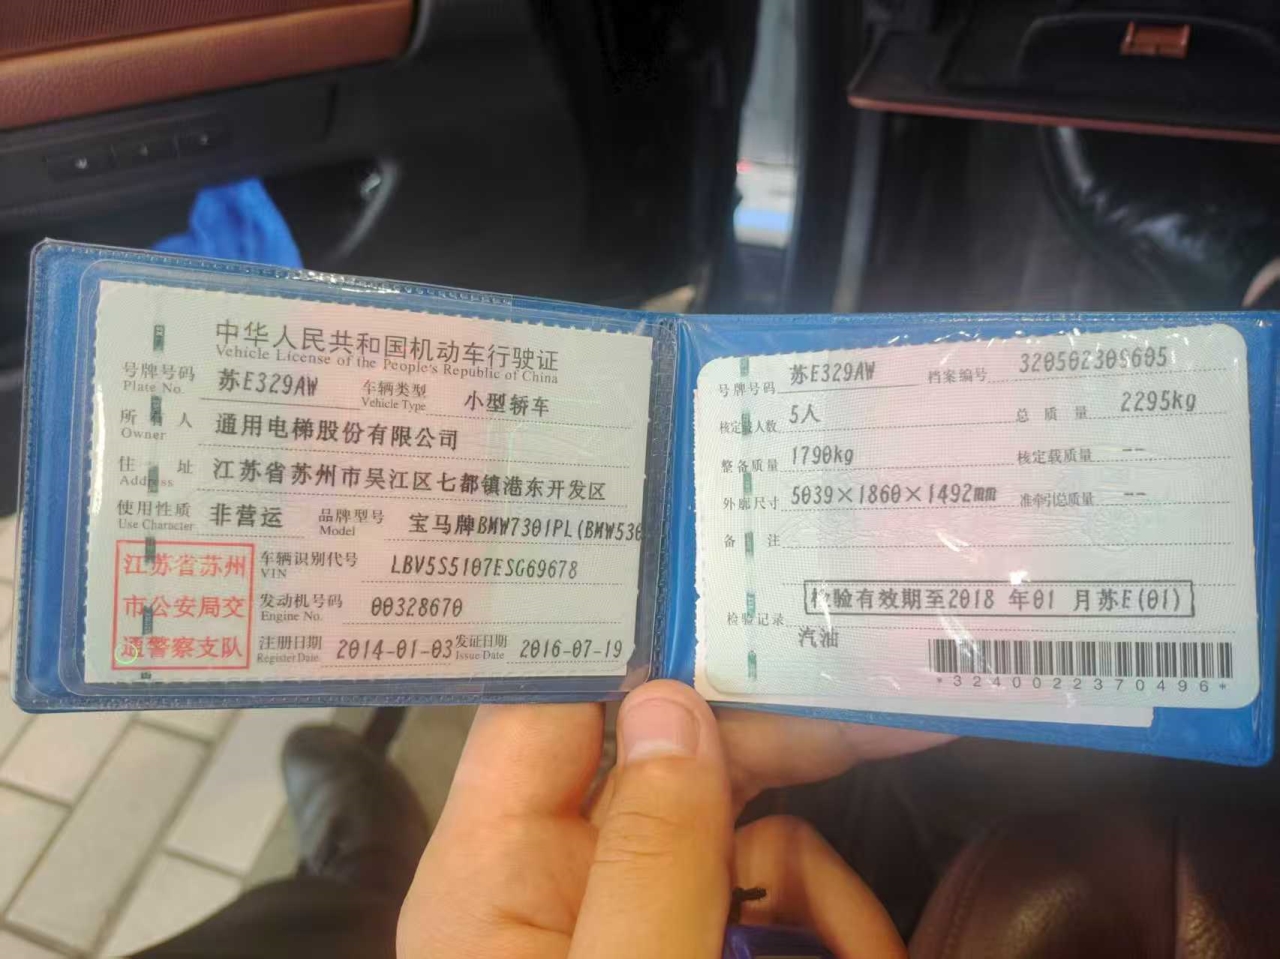 中华人民共和国机动车行驶证
Vehicle License of the People's Republic of China
号牌号码 苏E329AW 车辆类型 小型轿车
Plate No. Vehicle Type
所有人 通用电梯股份有限公司
Owner
住址 江苏省苏州市吴江区七都镇港东开发区
Address
使用性质 非营运 品牌型号 宝马牌BMW7301PL(BMW530
Use Character Model
江苏省苏州
市公安局交
通警察支队
车辆识别代号 LBV5S5107ESG69678
VIN
发动机号码 00328670
Engine No.
注册日期 2014-01-03 发证日期 2016-07-19
Register Date Issue Date
号牌号码 苏E329AW 档案编号 320502309605
核定载人数 5人 总质量 2295kg
整备质量 1790kg 核定载质量 --
外廓尺寸 5039×1860×1492mm 准牵引总质量 --
备注
检验有效期至2018 年01 月苏E(01)
检验记录
汽油
*3240022370496*